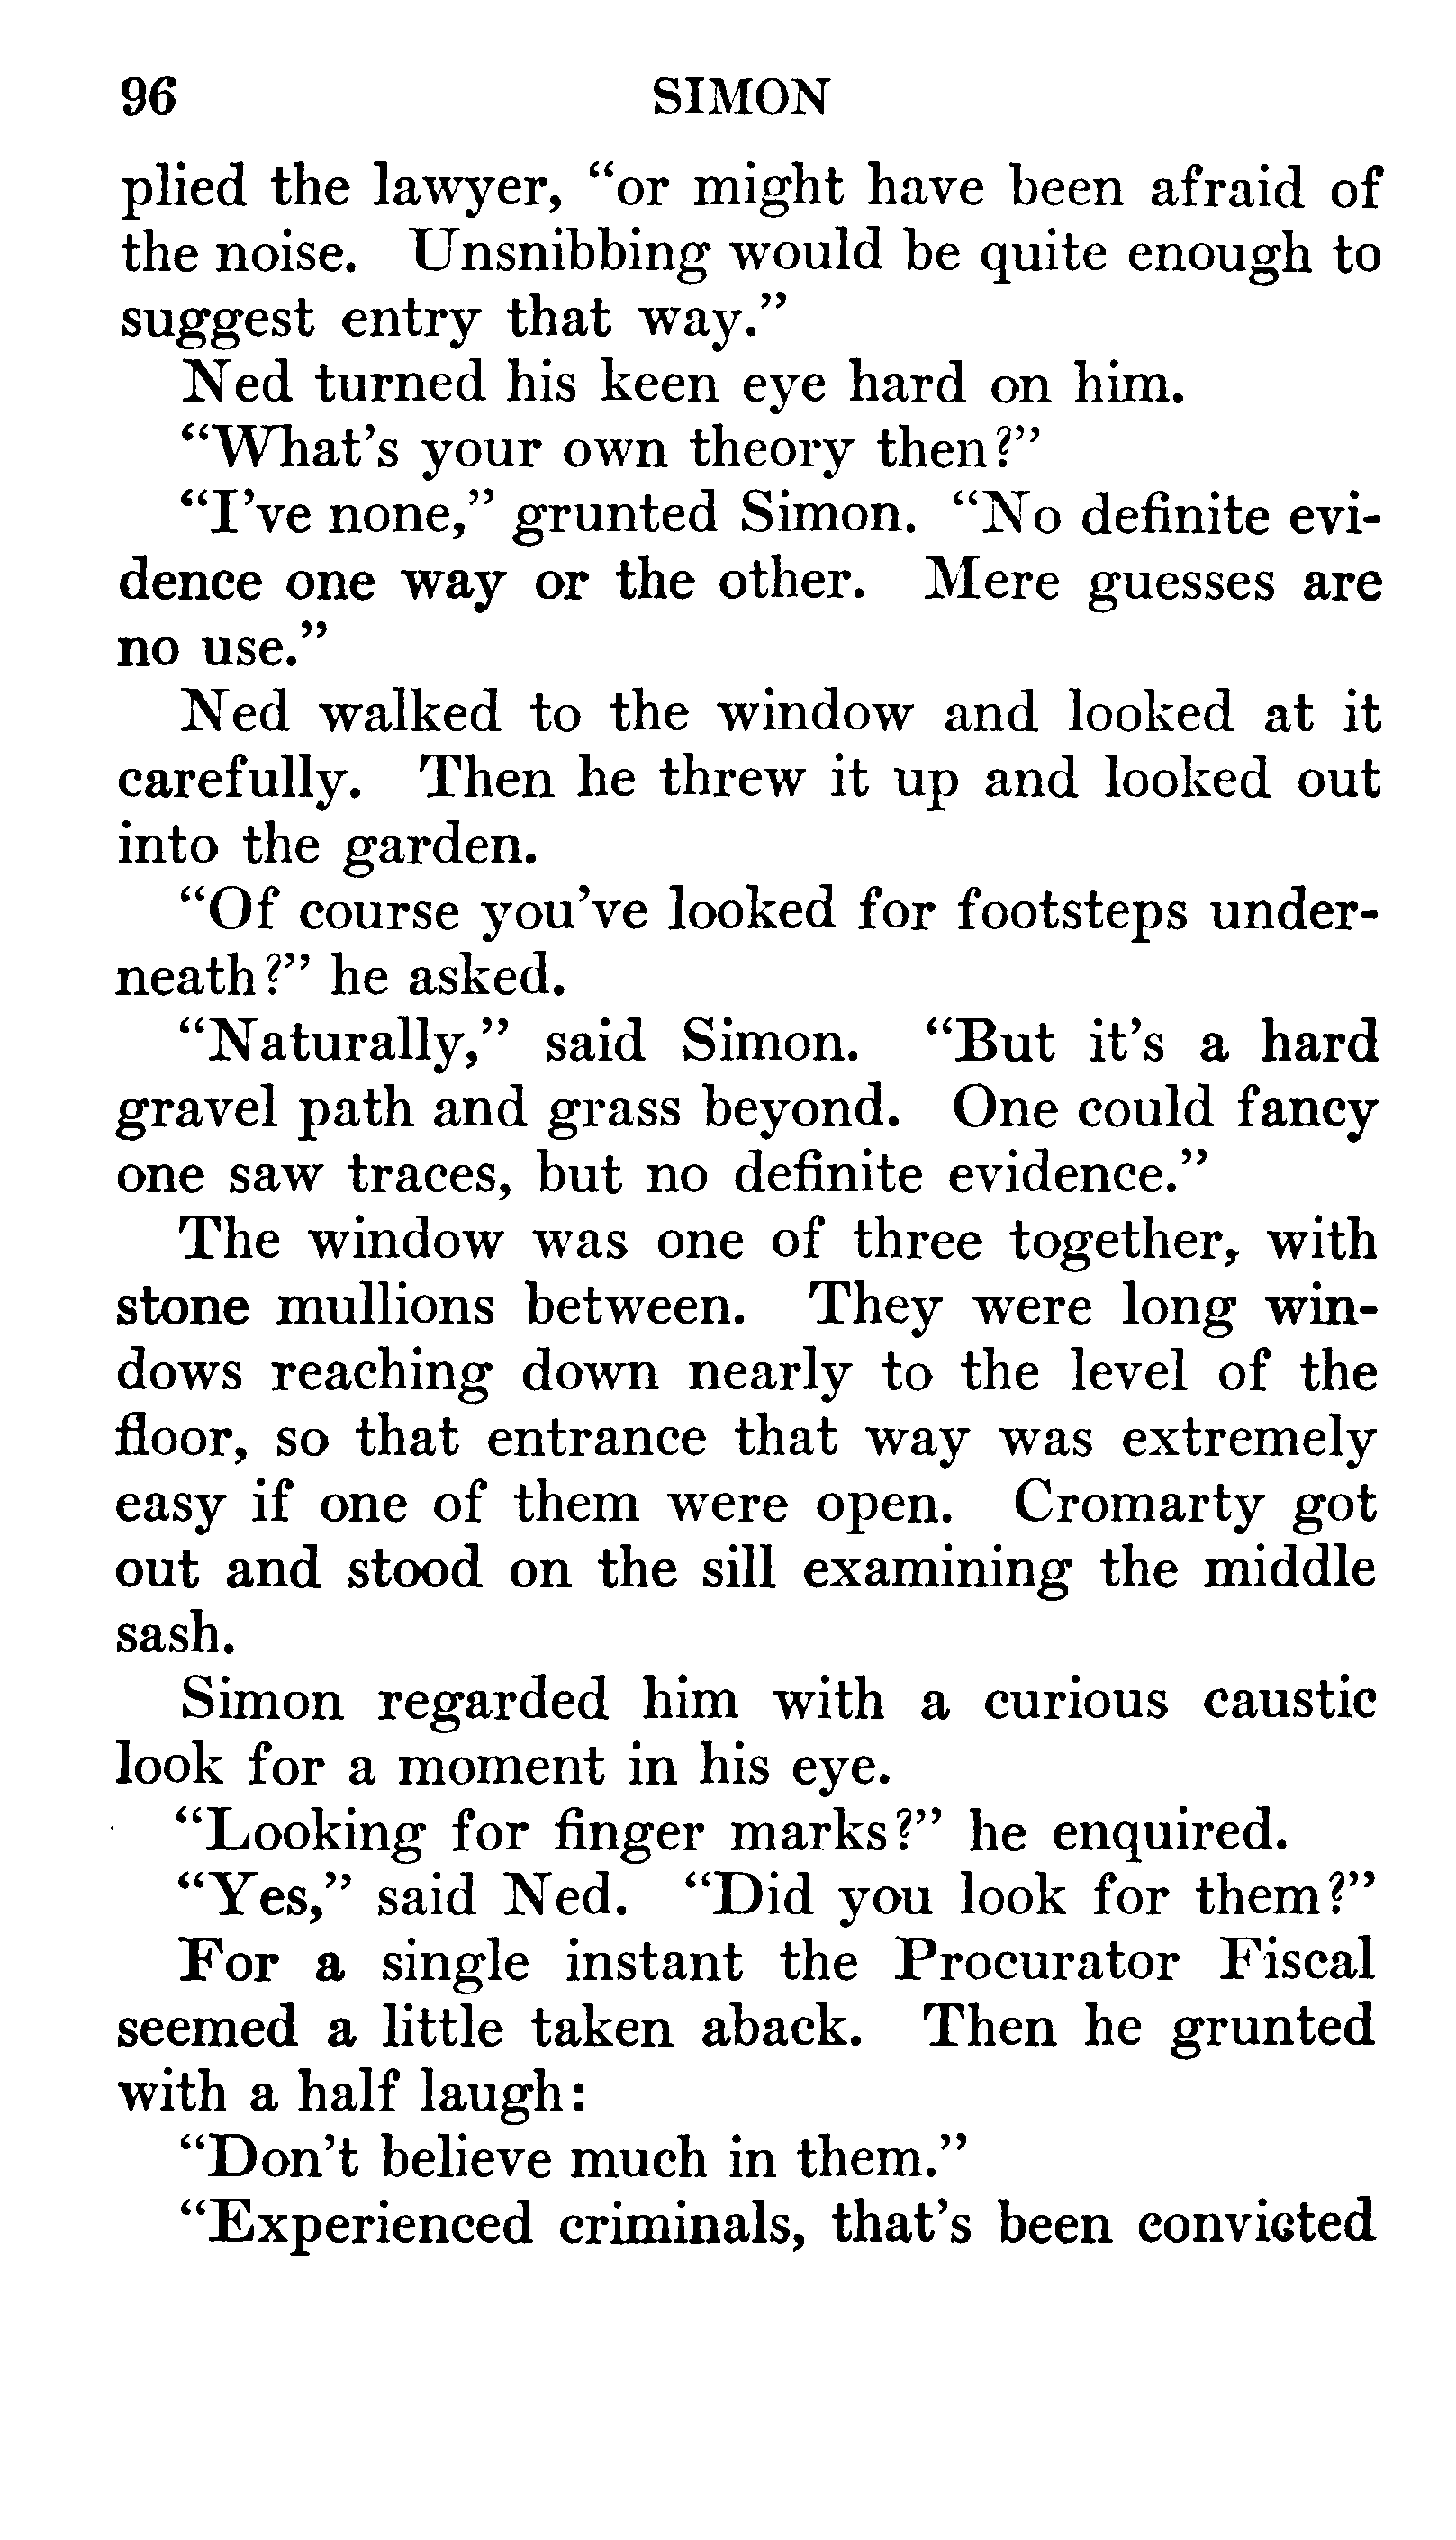 96 SIMON
plied the lawyer, “or might have been afraid of
the noise. Unsnibbing would be quite enough to
suggest entry that way.”
Ned turned his keen eye hard on him.
“What’s your own theory then?”
“I’ve none,” grunted Simon. “No definite evi-
dence one way or the other. Mere guesses are
no use.”
Ned walked to the window and looked at it
carefully. Then he threw it up and looked out
into the garden.
“Of course you’ve looked for footsteps under-
neath?” he asked.
“Naturally,” said Simon. “But it’s a hard
gravel path and grass beyond. One could fancy
one saw traces, but no definite evidence.”
The window was one of three together, with
stone mullions between. They were long win-
dows reaching down nearly to the level of the
floor, so that entrance that way was extremely
easy if one of them were open. Cromarty got
out and stood on the sill examining the middle
sash.
Simon regarded him with a curious caustic
look for a moment in his eye.
“Looking for finger marks?” he enquired.
“Yes,” said Ned. “Did you look for them?”
For a single instant the Procurator Fiscal
seemed a little taken aback. Then he grunted
with a half laugh:
“Don’t believe much in them.”
“Experienced criminals, that’s been convicted